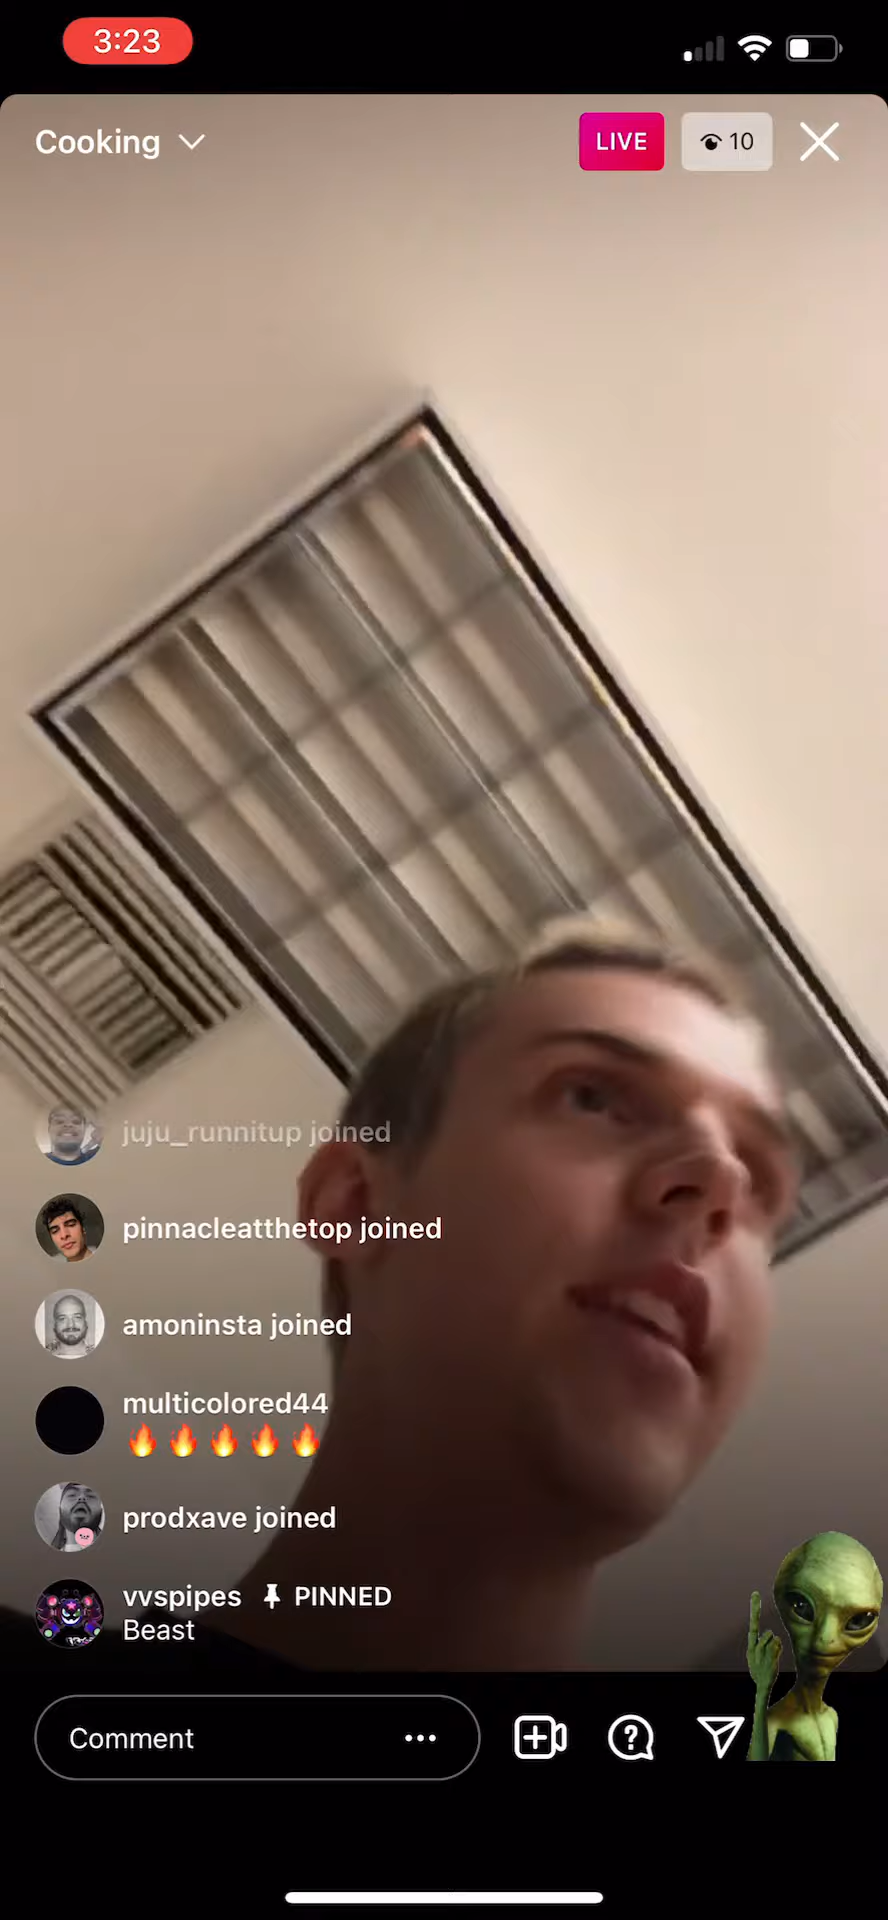 3:23
Cooking
LIVE
10
juju_runnitup joined
pinnacleatthetop joined
amoninsta joined
multicolored44
🔥🔥🔥🔥🔥
prodxave joined
vvspipes PINNED
Beast
Comment